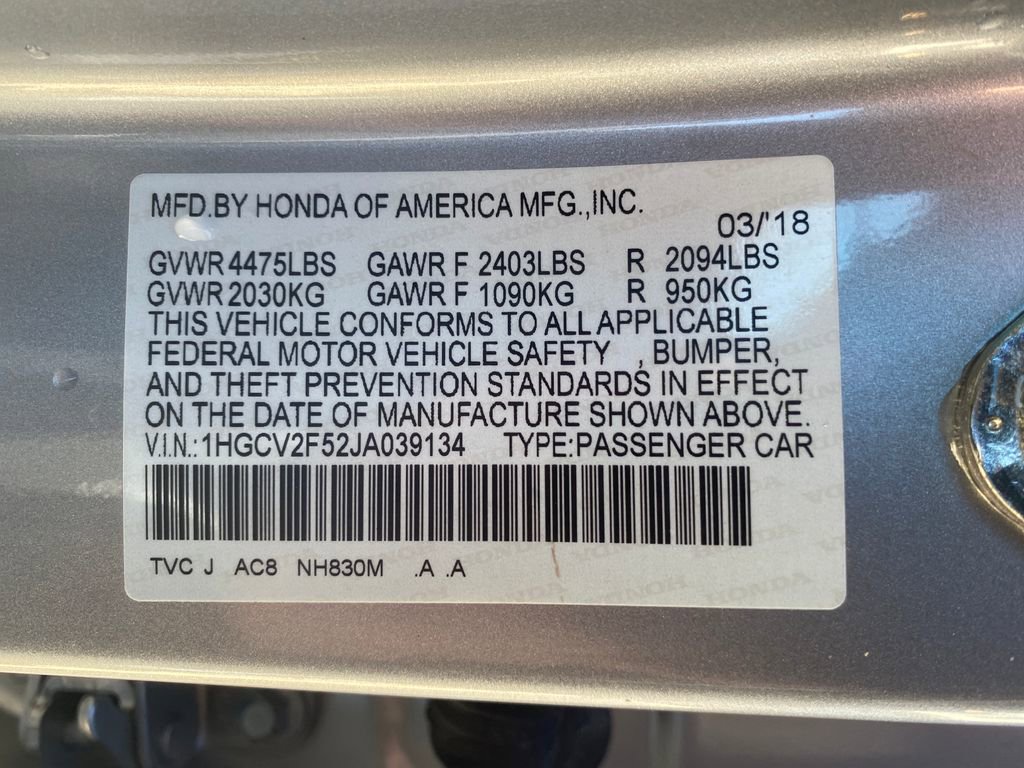 MFD.BY HONDA OF AMERICA MFG.,INC.
03/'18
GVWR 4475LBS GAWR F 2403LBS R 2094LBS
GVWR 2030KG GAWR F 1090KG R 950KG
THIS VEHICLE CONFORMS TO ALL APPLICABLE
FEDERAL MOTOR VEHICLE SAFETY , BUMPER,
AND THEFT PREVENTION STANDARDS IN EFFECT
ON THE DATE OF MANUFACTURE SHOWN ABOVE.
V.I.N.:1HGCV2F52JA039134 TYPE:PASSENGER CAR
TVC J AC8 NH830M .A .A